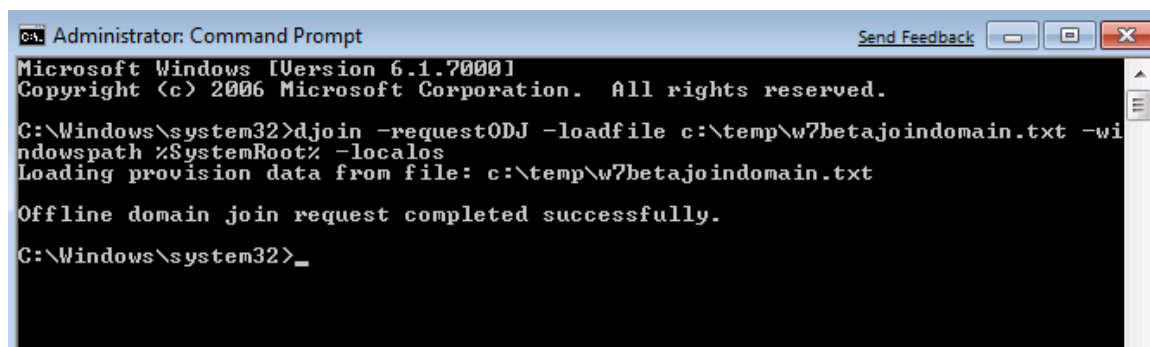 Administrator: Command Prompt
Send Feedback
Microsoft Windows [Version 6.1.7000]
Copyright (c) 2006 Microsoft Corporation.  All rights reserved.
C:\Windows\system32>djoin -requestODJ -loadfile c:\temp\w7betajoindomain.txt -wi
ndowspath %SystemRoot% -localos
Loading provision data from file: c:\temp\w7betajoindomain.txt
Offline domain join request completed successfully.
C:\Windows\system32>_